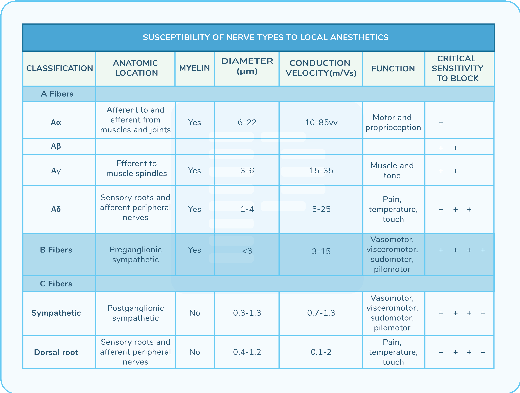 SUSCEPTIBILITY OF NERVE TYPES TO LOCAL ANESTHETICS
CLASSIFICATION ANATOMIC LOCATION MYELIN DIAMETER (µm) CONDUCTION VELOCITY(m/Vs) FUNCTION CRITICAL SENSITIVITY TO BLOCK
A Fibers
Aα Afferent to and efferent from muscles and joints Yes 6-22 10-85vv Motor and proprioception –
Aβ +
Aγ Efferent to muscle spindles Yes 3-6 15-35 Muscle and tone +
Aδ Sensory roots and afferent per phera nerves Yes 1-4 5-25 Pain, temperature, touch – + +
B Fibers Preganglionic sympathetic Yes <3 3-15 Vasomotor, visceromotor, sudomotor, pilomotor + +
C Fibers
Sympathetic Postganglionic sympathetic No 0.3-1.3 0.7-1.3 Vasomotor, visceromotor, sudomotor, pilomotor – + + –
Dorsal root Sensory roots and afferent per phera nerves No 0.4-1.2 0.1-2 Pain, temperature, touch – + + –